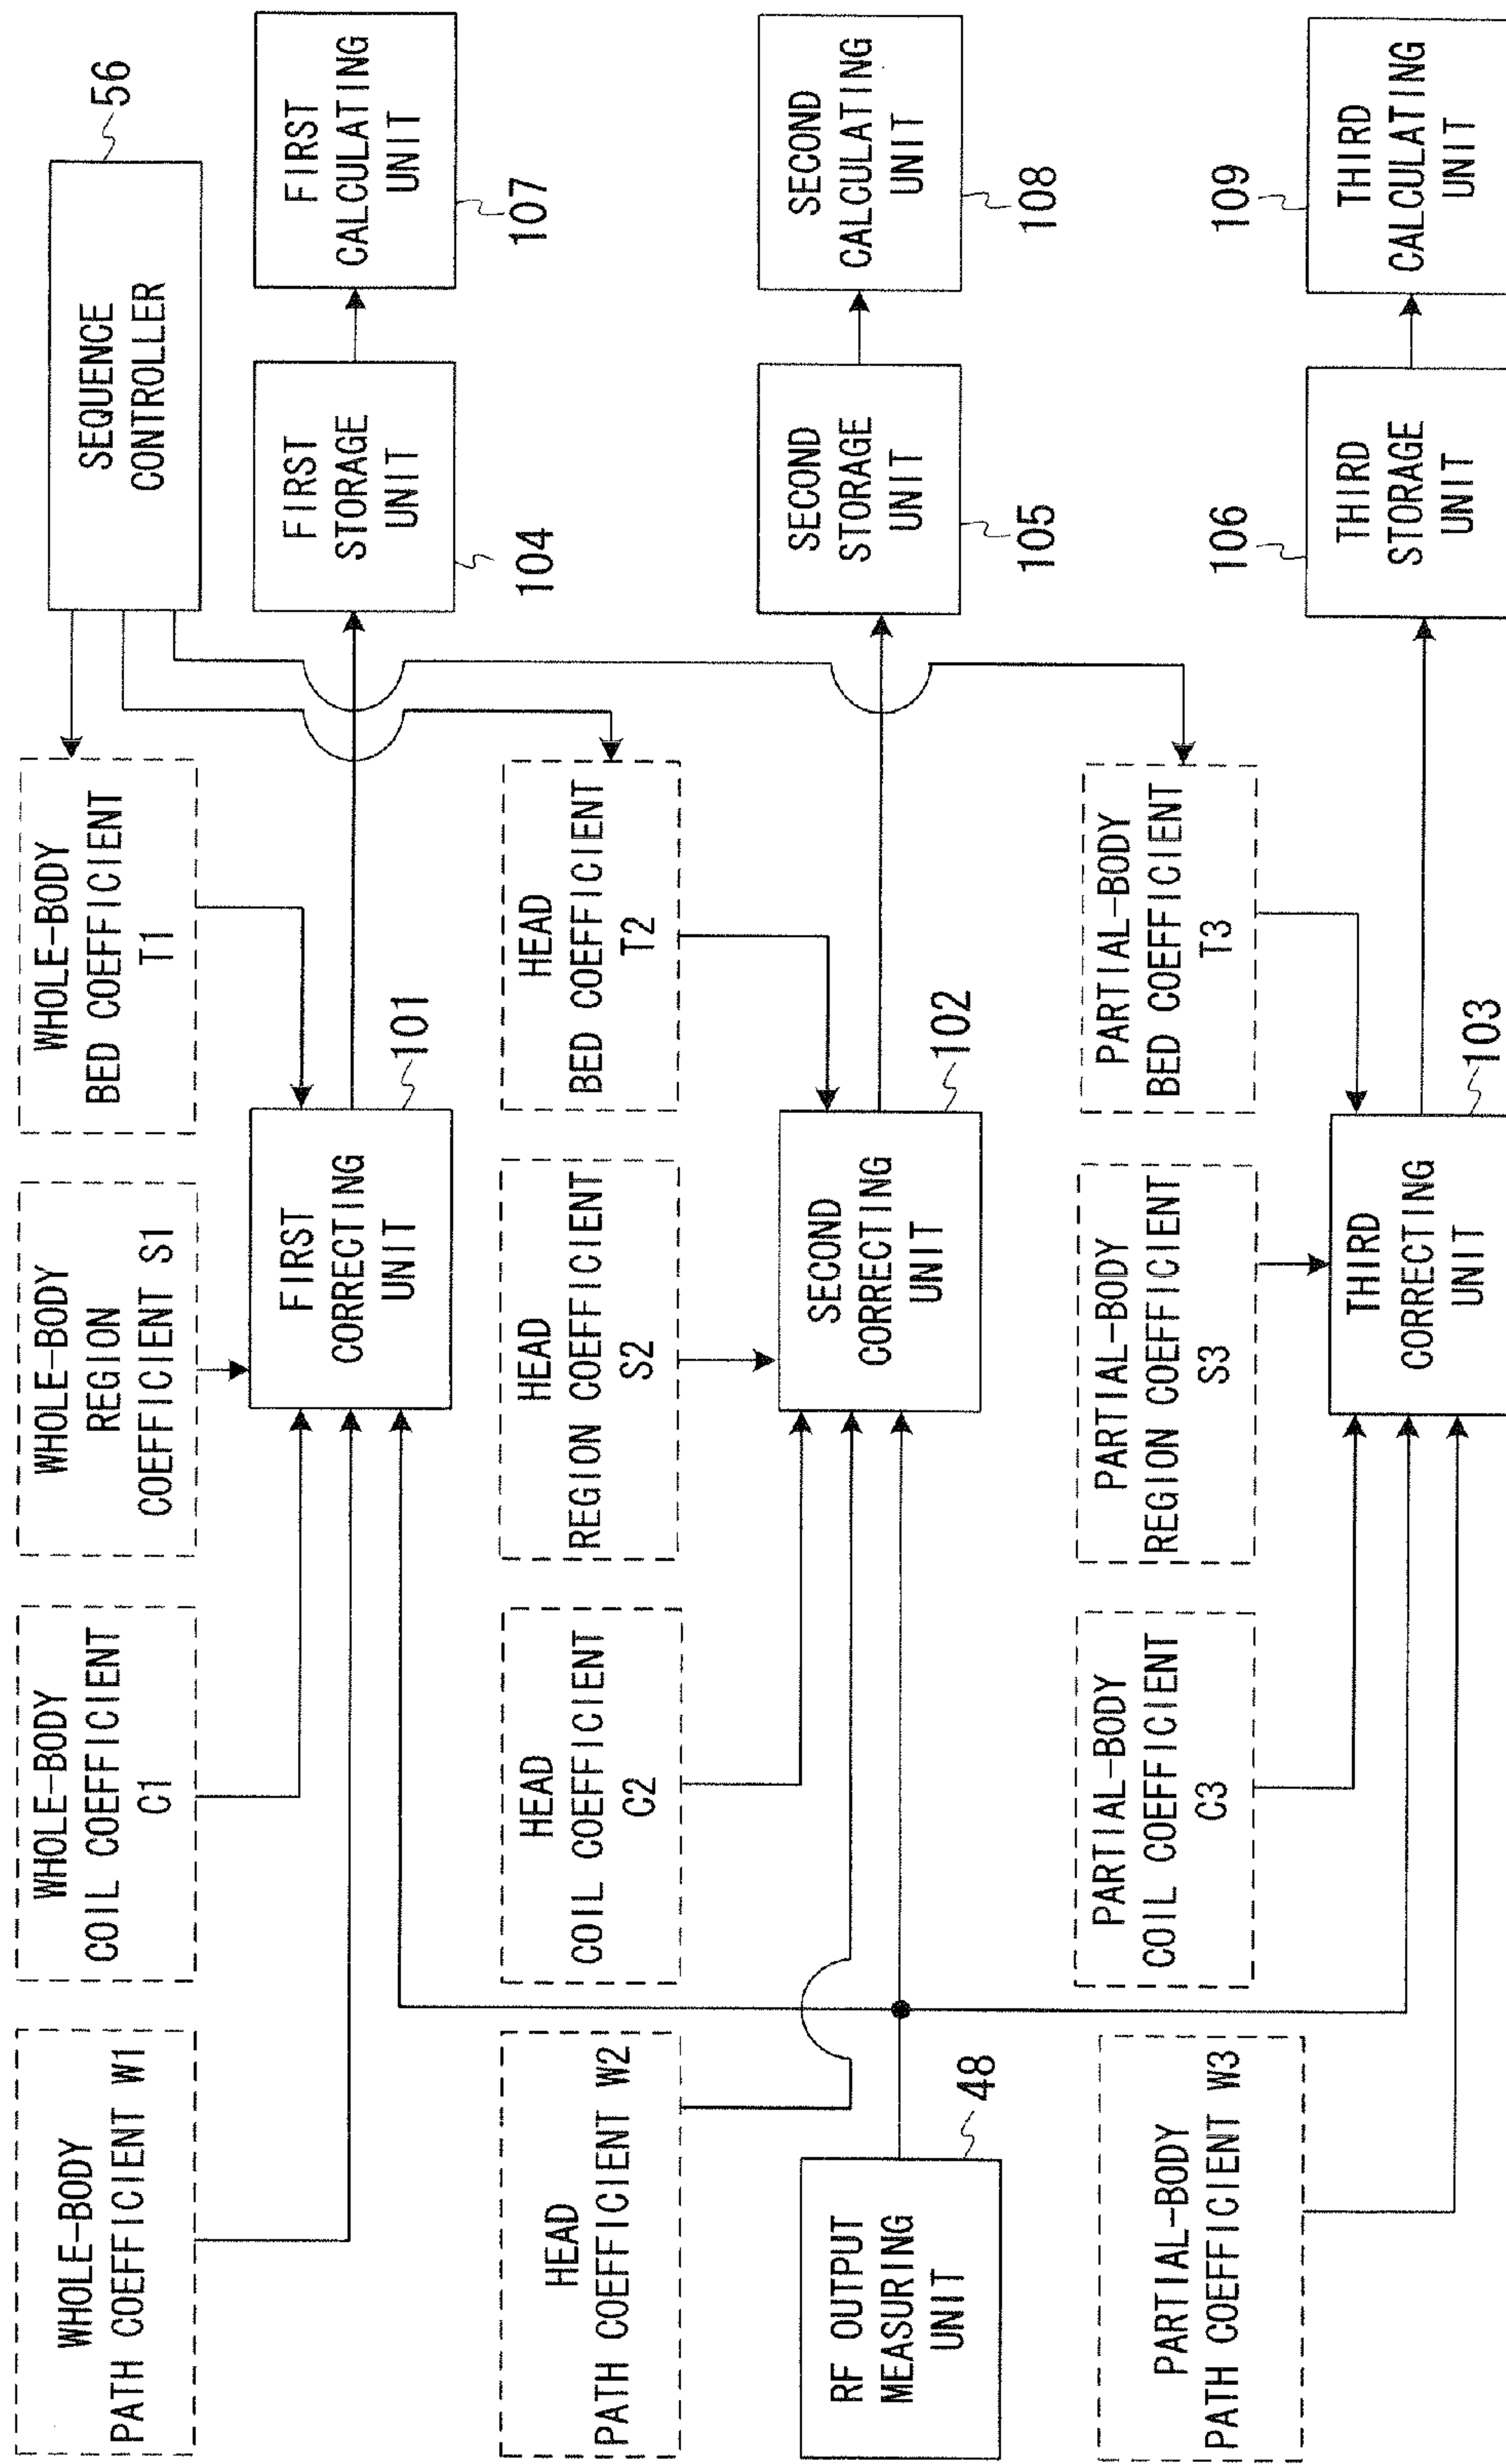 WHOLE-BODY
PATH COEFFICIENT W1
WHOLE-BODY
COIL COEFFICIENT
C1
WHOLE-BODY
REGION
COEFFICIENT S1
WHOLE-BODY
BED COEFFICIENT
T1
SEQUENCE
CONTROLLER
56
FIRST
CORRECTING
UNIT
101
FIRST
STORAGE
UNIT
104
FIRST
CALCULATING
UNIT
107
HEAD
PATH COEFFICIENT W2
HEAD
COIL COEFFICIENT
C2
HEAD
REGION COEFFICIENT
S2
HEAD
BED COEFFICIENT
T2
RF OUTPUT
MEASURING
UNIT
48
SECOND
CORRECTING
UNIT
102
SECOND
STORAGE
UNIT
105
SECOND
CALCULATING
UNIT
108
PARTIAL-BODY
PATH COEFFICIENT W3
PARTIAL-BODY
COIL COEFFICIENT
C3
PARTIAL-BODY
REGION COEFFICIENT
S3
PARTIAL-BODY
BED COEFFICIENT
T3
THIRD
CORRECTING
UNIT
103
THIRD
STORAGE
UNIT
106
THIRD
CALCULATING
UNIT
109